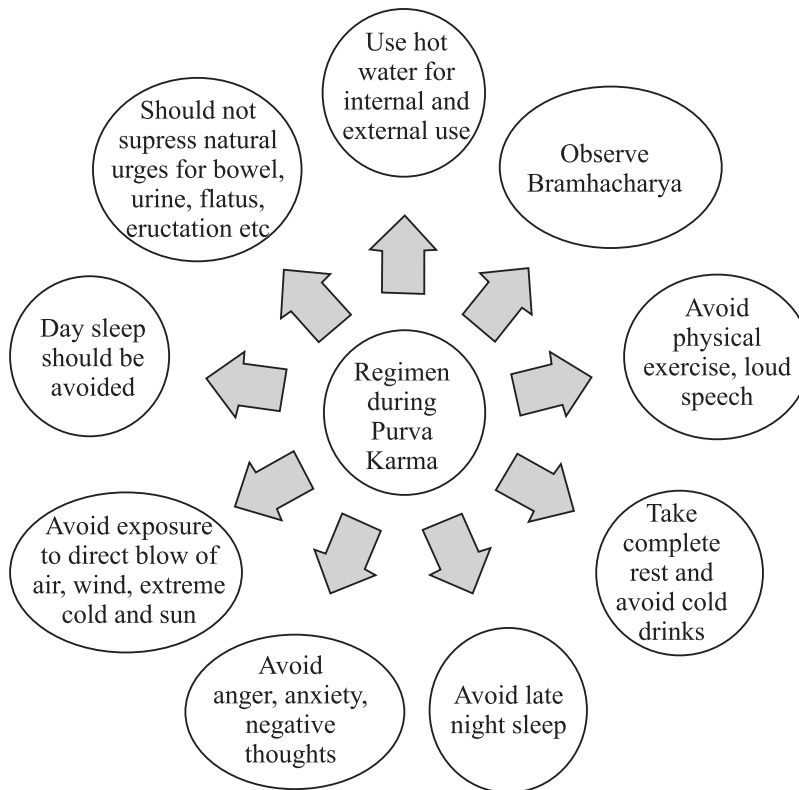 Use hot
water for
internal and
external use
Observe
Bramhacharya
Avoid
physical
exercise, loud
speech
Take
complete
rest and
avoid cold
drinks
Avoid late
night sleep
Avoid
anger, anxiety,
negative
thoughts
Avoid exposure
to direct blow of
air, wind, extreme
cold and sun
Day sleep
should be
avoided
Should not
supress natural
urges for bowel,
urine, flatus,
eructation etc
Regimen
during
Purva
Karma